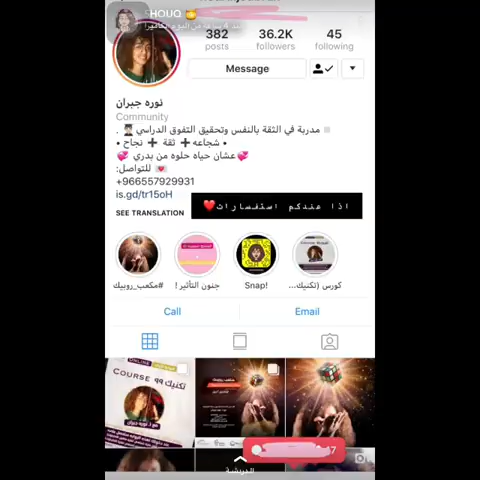 SHOUQ
382
36.2K
45
posts
followers
following
Message
نوره جبران
Community
مدربة في الثقة بالنفس وتحقيق التفوق الدراسي .
• شجاعه ➕ ثقة ➕ نجاح •
💞عشان حياه حلوه من بدري 💞
💌 للتواصل:
+966557929931
is.gd/tr15oH
اذا عندكم استفسارات❤️
SEE TRANSLATION
#مكعب_روبيك
جنون التأثير !
Snap!
كورس (تكنيك...
Call
Email
ONLINE
COURSE 99 تكنيك